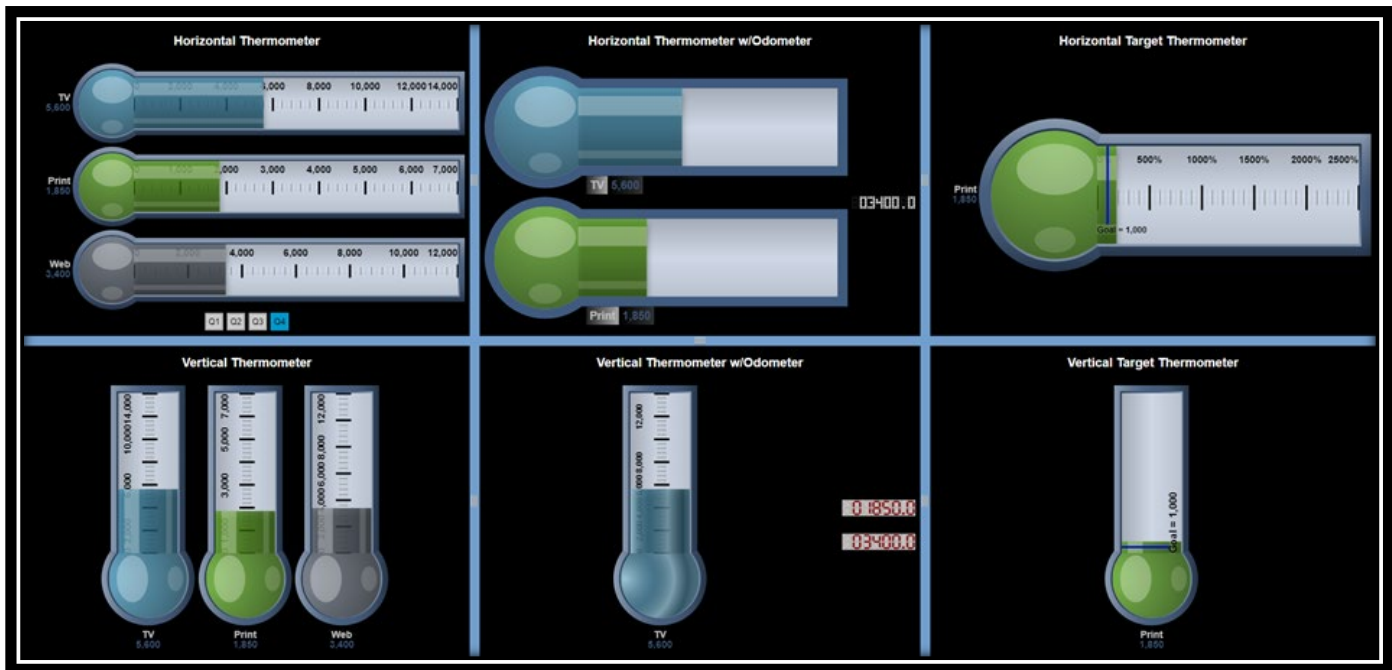 Horizontal Thermometer
TV
5,600
8,000 10,000 12,000 14,000
Print
1,850
3,000 4,000 5,000 6,000 7,000
Web
3,400
4,000 6,000 8,000 10,000 12,000
Q1 Q2 Q3 Q4
Horizontal Thermometer w/Odometer
TV 5,600
03400.0
Print 1,850
Horizontal Target Thermometer
Print
1,850
500% 1000% 1500% 2000% 2500%
Goal = 1,000
Vertical Thermometer
10,000 14,000
3,000 5,000 7,000
6,000 8,000 12,000
TV
5,600
Print
1,850
Web
3,400
Vertical Thermometer w/Odometer
8,000 12,000
01850.0
03400.0
TV
5,600
Vertical Target Thermometer
Goal = 1,000
Print
1,850